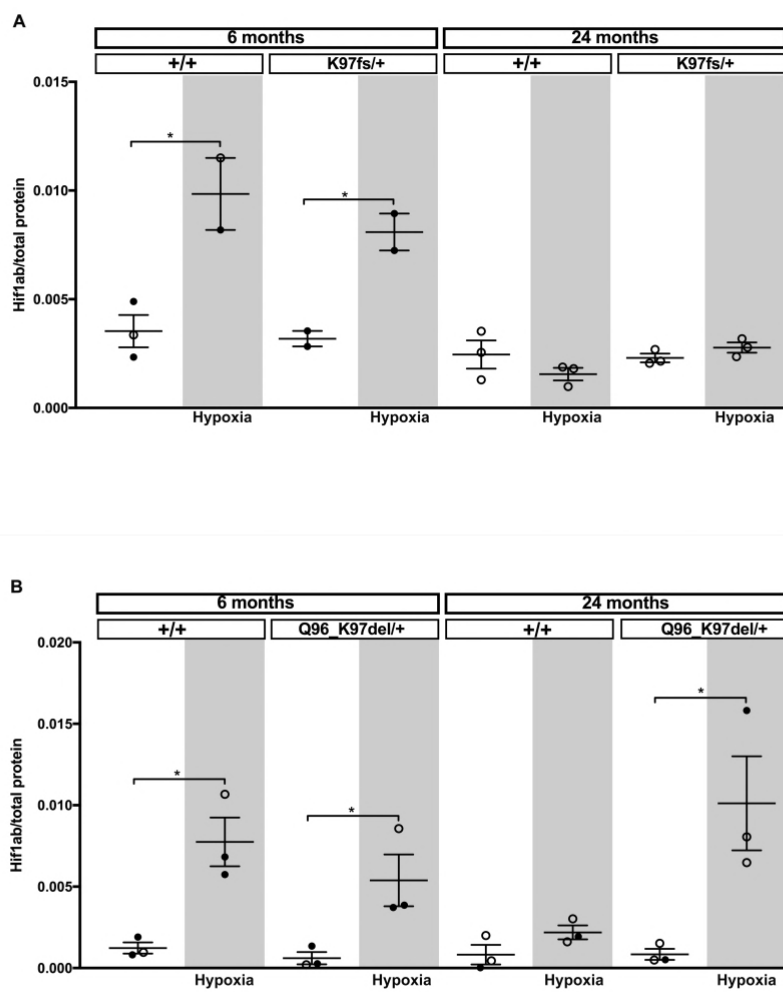 A
6 months 24 months
+/+ K97fs/+ +/+ K97fs/+
0.015
*
0.010
*
Hif1ab/total protein
0.005
0.000
Hypoxia Hypoxia Hypoxia Hypoxia
B
6 months 24 months
+/+ Q96_K97del/+ +/+ Q96_K97del/+
0.020
*
0.015
*
0.010
*
Hif1ab/total protein
0.005
0.000
Hypoxia Hypoxia Hypoxia Hypoxia